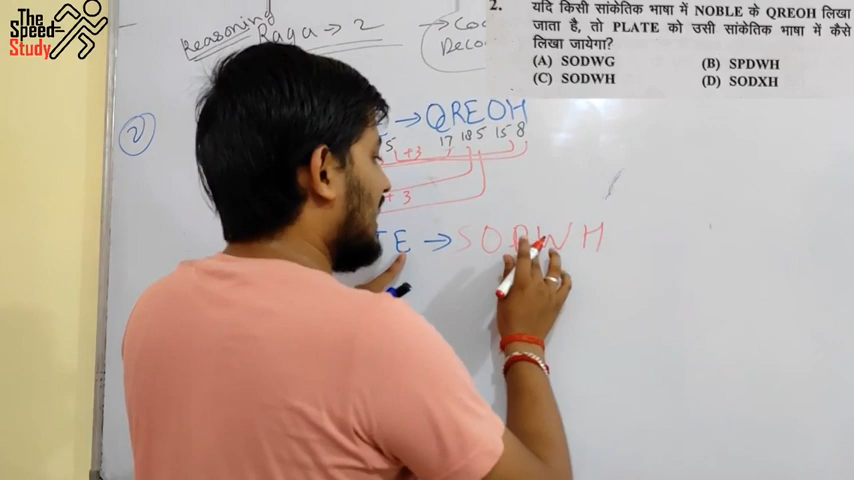 The
Speed-
Study
Reasoning
Raga → 2
→ Cod
Deco
2.
यदि किसी सांकेतिक भाषा में NOBLE के QREOH लिखा
जाता है, तो PLATE को उसी सांकेतिक भाषा में कैसे
लिखा जायेगा?
(A) SODWG
(B) SPDWH
(C) SODWH
(D) SODXH
2
→ QREOH
5 17 18 5 15 8
+3
+ 3
E → SODWH